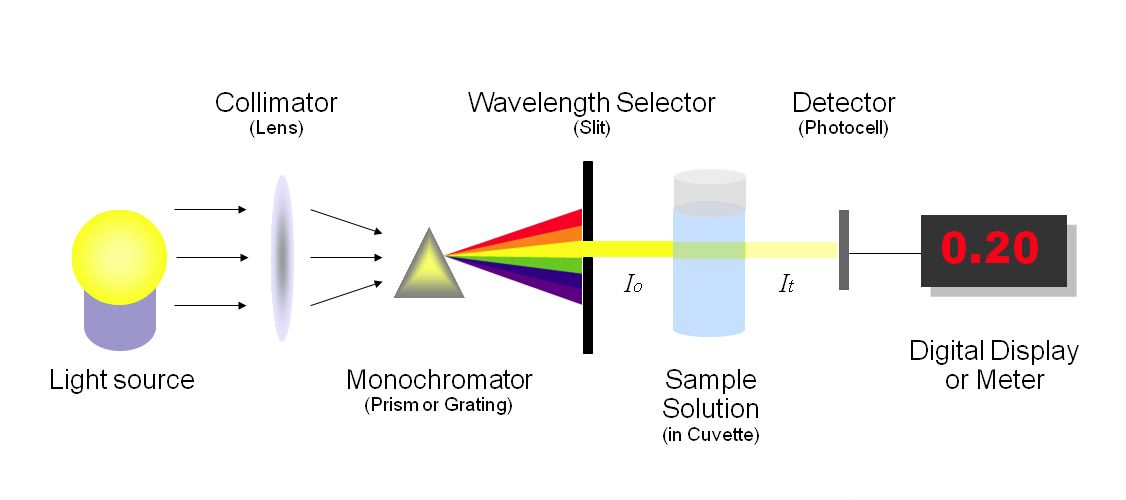 Collimator
(Lens)
Wavelength Selector
(Slit)
Detector
(Photocell)
0.20
Io
It
Light source
Monochromator
(Prism or Grating)
Sample
Solution
(in Cuvette)
Digital Display
or Meter